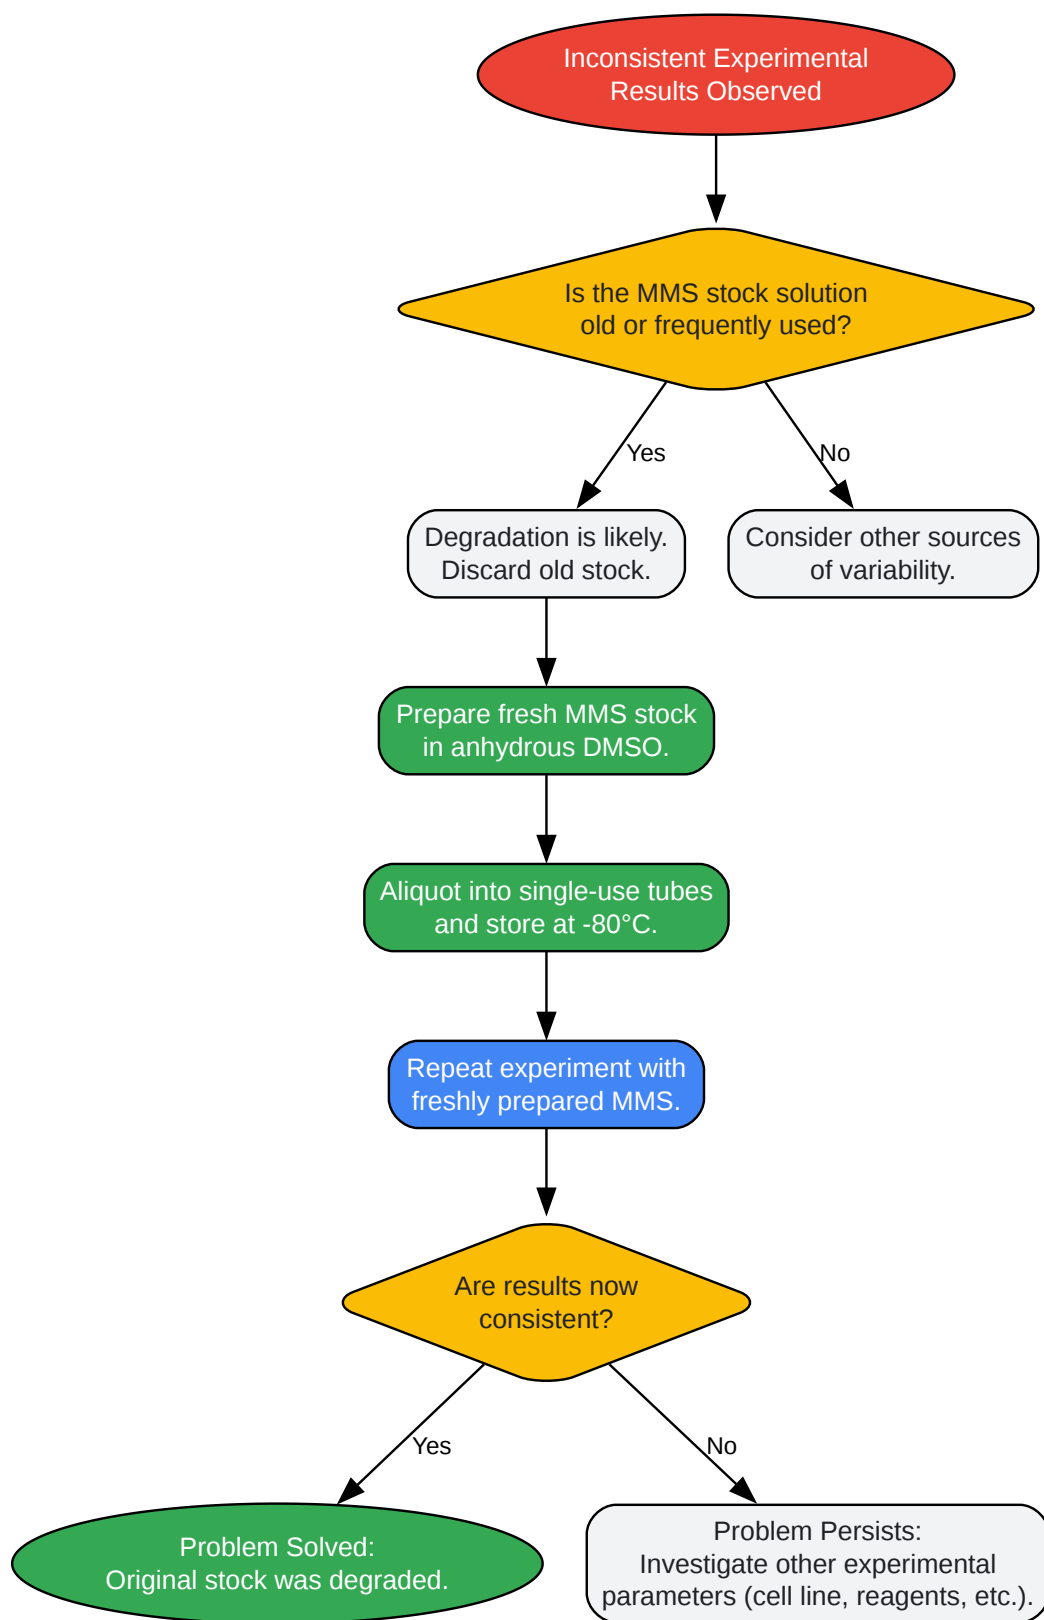 Inconsistent Experimental
Results Observed
Is the MMS stock solution
old or frequently used?
Yes
No
Degradation is likely.
Discard old stock.
Consider other sources
of variability.
Prepare fresh MMS stock
in anhydrous DMSO.
Aliquot into single-use tubes
and store at -80°C.
Repeat experiment with
freshly prepared MMS.
Are results now
consistent?
Yes
No
Problem Solved:
Original stock was degraded.
Problem Persists:
Investigate other experimental
parameters (cell line, reagents, etc.).